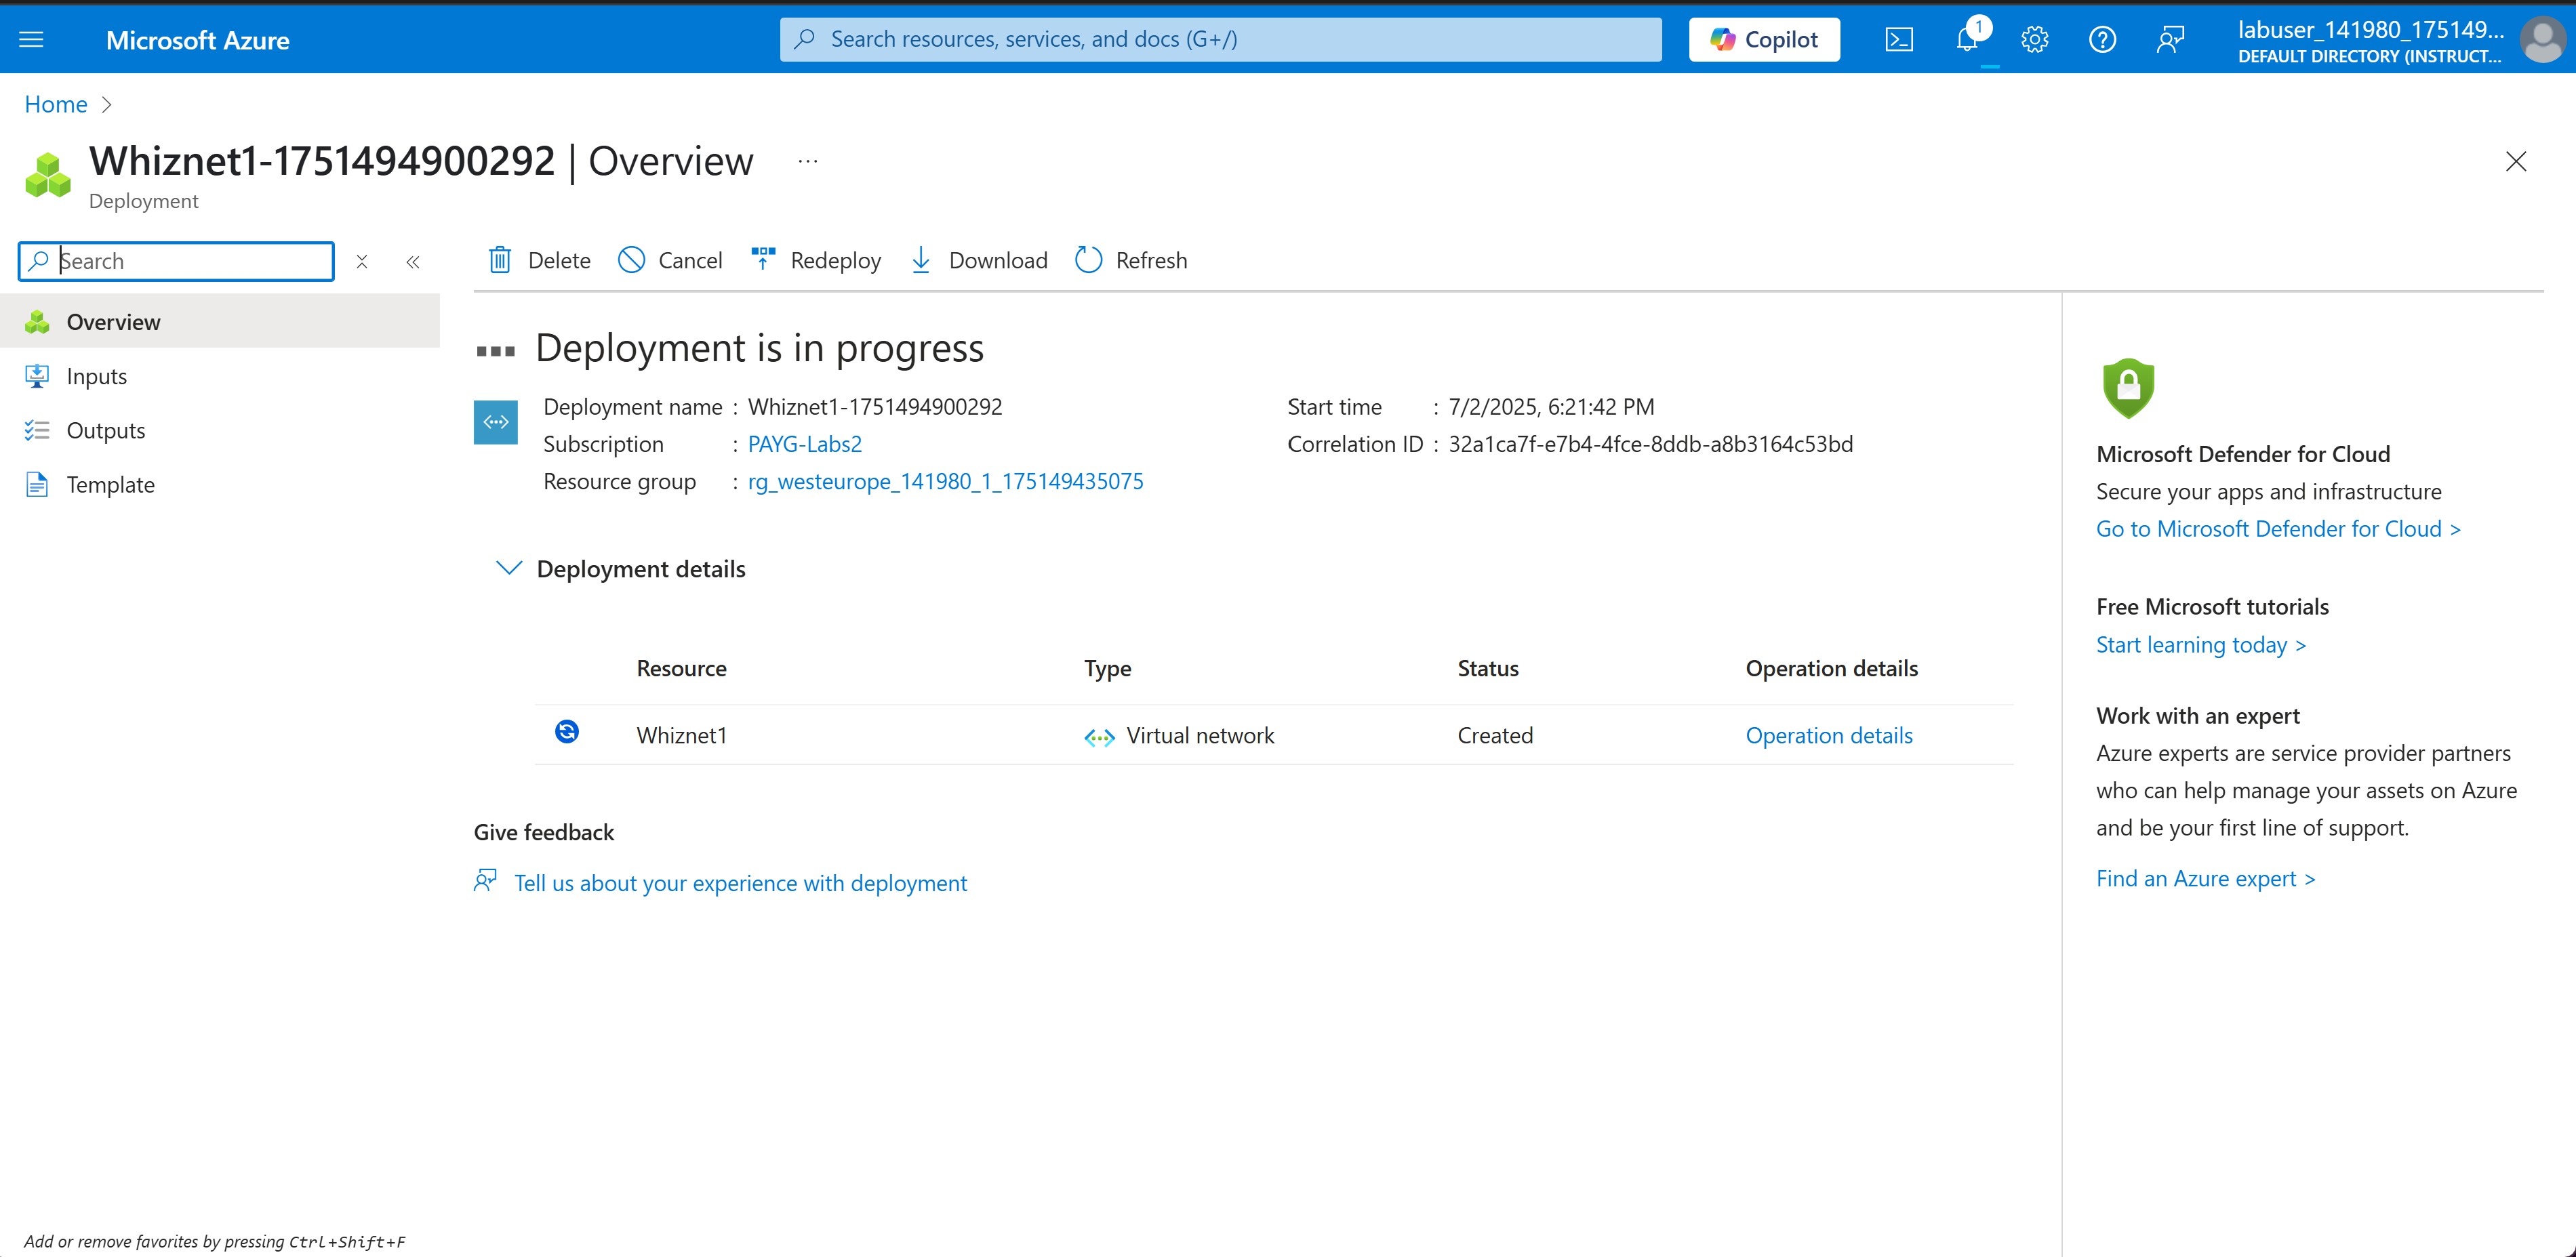 Microsoft Azure
Search resources, services, and docs (G+/)
Copilot
1
labuser_141980_175149...
DEFAULT DIRECTORY (INSTRUCT...
Home >
Whiznet1-1751494900292 | Overview ...
Deployment
Search
Delete
Cancel
Redeploy
Download
Refresh
Overview
Inputs
Outputs
Template
Deployment is in progress
Deployment name : Whiznet1-1751494900292
Subscription : PAYG-Labs2
Resource group : rg_westeurope_141980_1_175149435075
Start time : 7/2/2025, 6:21:42 PM
Correlation ID : 32a1ca7f-e7b4-4fce-8ddb-a8b3164c53bd
Deployment details
Resource Type Status Operation details
Whiznet1 Virtual network Created Operation details
Give feedback
Tell us about your experience with deployment
Microsoft Defender for Cloud
Secure your apps and infrastructure
Go to Microsoft Defender for Cloud >
Free Microsoft tutorials
Start learning today >
Work with an expert
Azure experts are service provider partners
who can help manage your assets on Azure
and be your first line of support.
Find an Azure expert >
Add or remove favorites by pressing Ctrl+Shift+F